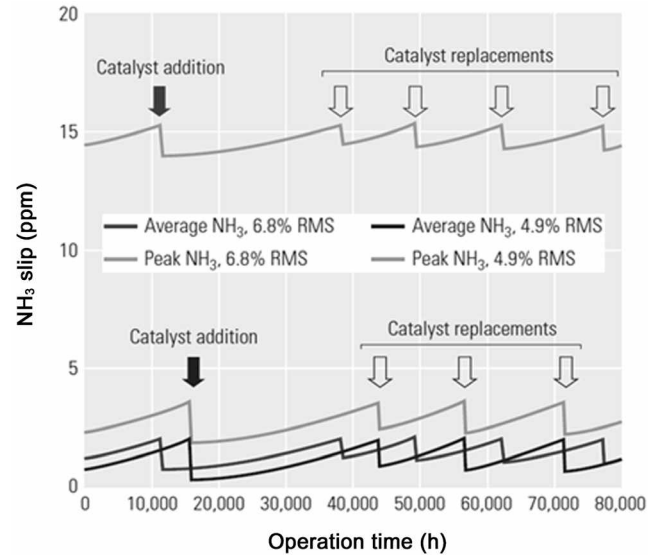 20
Catalyst addition
Catalyst replacements
15
Average NH₃, 6.8% RMS
Average NH₃, 4.9% RMS
Peak NH₃, 6.8% RMS
Peak NH₃, 4.9% RMS
10
NH₃ slip (ppm)
Catalyst addition
Catalyst replacements
5
0
0 10,000 20,000 30,000 40,000 50,000 60,000 70,000 80,000
Operation time (h)